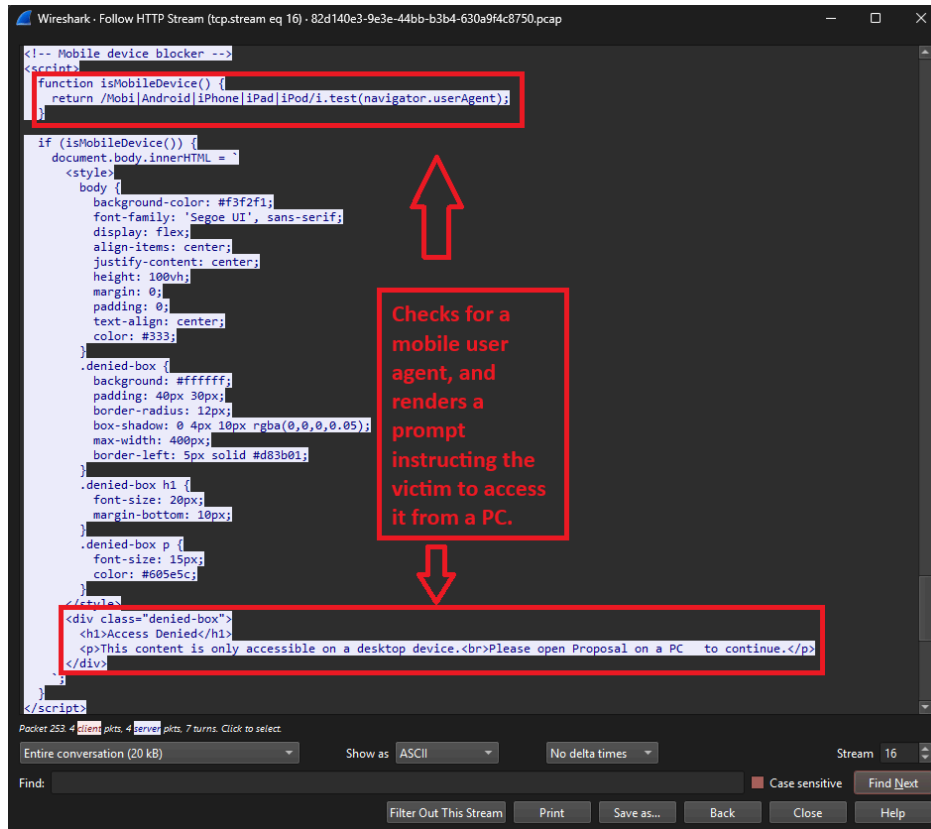 Wireshark · Follow HTTP Stream (tcp.stream eq 16) · 82d140e3-9e3e-44bb-b3b4-630a9f4c8750.pcap
<!-- Mobile device blocker -->
<script>
function isMobileDevice() {
return /Mobi|Android|iPhone|iPad|iPod/i.test(navigator.userAgent);
}
if (isMobileDevice()) {
document.body.innerHTML = `
<style>
body {
background-color: #f3f2f1;
font-family: 'Segoe UI', sans-serif;
display: flex;
align-items: center;
justify-content: center;
height: 100vh;
margin: 0;
padding: 0;
text-align: center;
color: #333;
}
.denied-box {
background: #ffffff;
padding: 40px 30px;
border-radius: 12px;
box-shadow: 0 4px 10px rgba(0,0,0,0.05);
max-width: 400px;
border-left: 5px solid #d83b01;
}
.denied-box h1 {
font-size: 20px;
margin-bottom: 10px;
}
.denied-box p {
font-size: 15px;
color: #605e5c;
}
</style>
Checks for a
mobile user
agent, and
renders a
prompt
instructing the
victim to access
it from a PC.
<div class="denied-box">
<h1>Access Denied</h1>
<p>This content is only accessible on a desktop device.<br>Please open Proposal on a PC   to continue.</p>
</div>
`;
}
</script>
Packet 253. 4 client pkts, 4 server pkts, 7 turns. Click to select.
Entire conversation (20 kB) Show as ASCII No delta times Stream 16
Find: Case sensitive Find Next
Filter Out This Stream Print Save as... Back Close Help